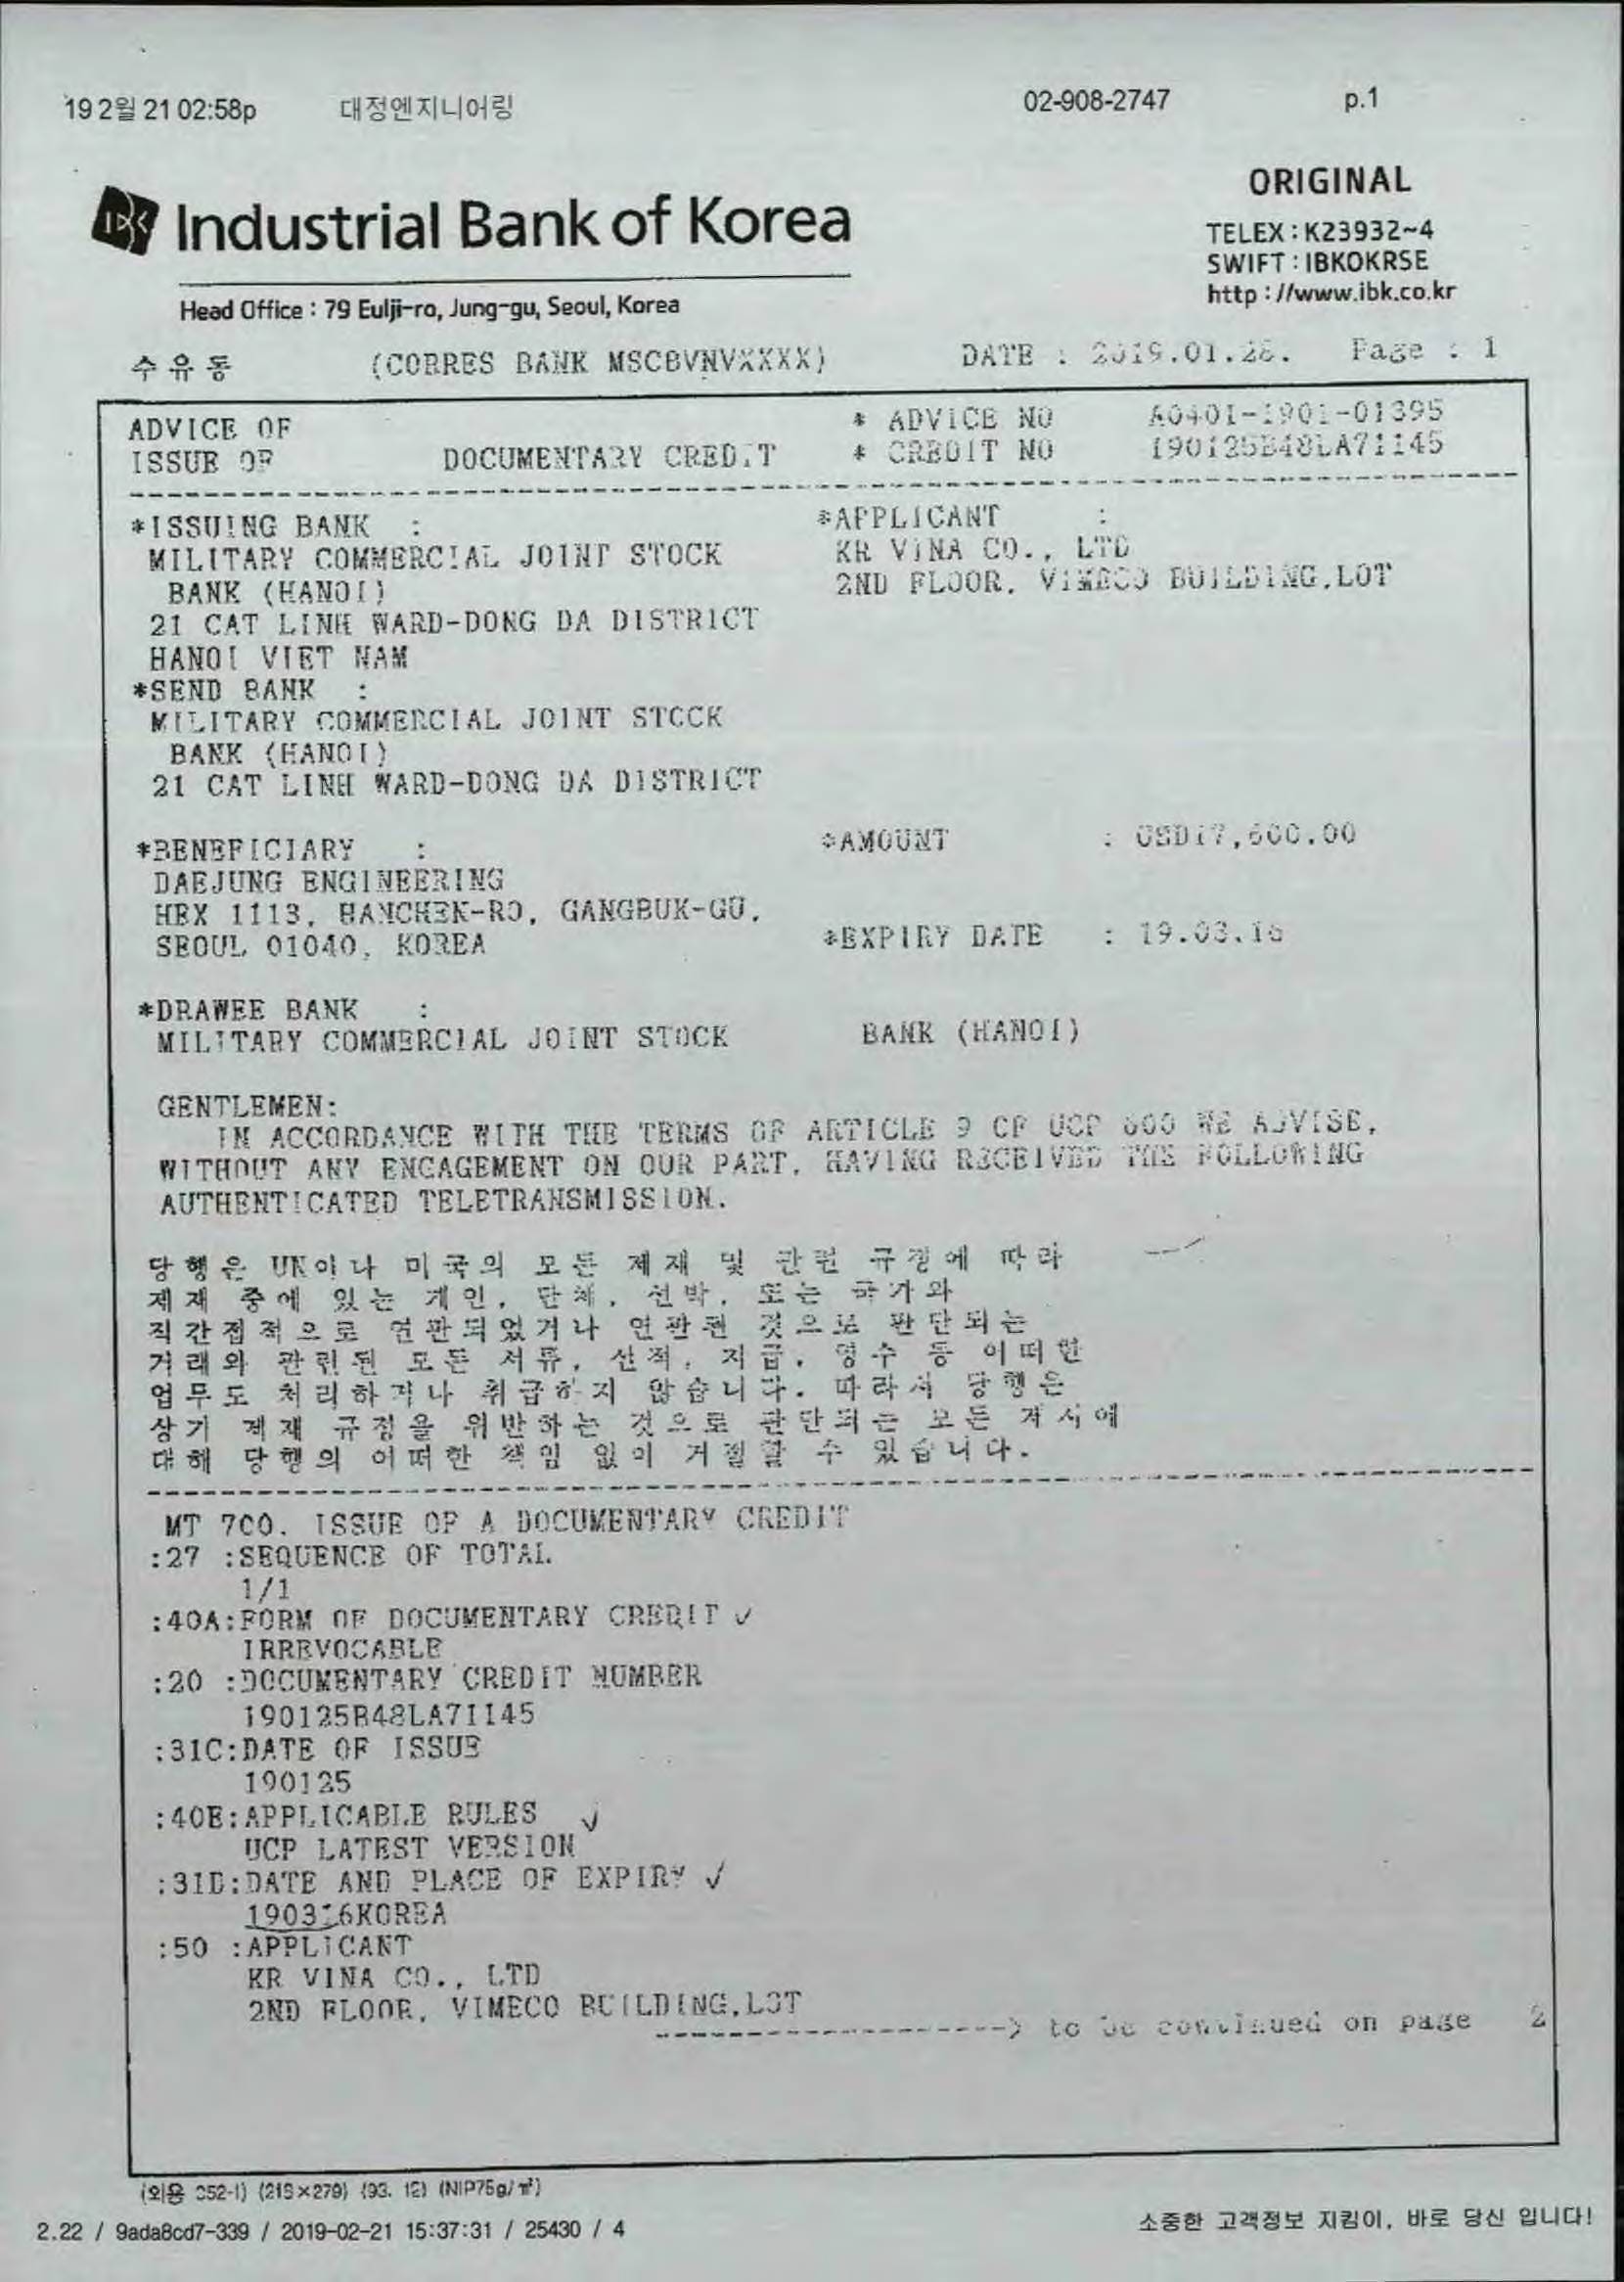 19 2월 21 02:58p 대정엔지니어링 02-908-2747 p.1
ORIGINAL
IBK Industrial Bank of Korea
TELEX : K23932~4
SWIFT : IBKOKRSE
http : //www.ibk.co.kr
Head Office : 79 Eulji-ro, Jung-gu, Seoul, Korea
수유동 (CORRES BANK MSCBVNVXXXX) DATE : 2019.01.28. Page : 1
ADVICE OF * ADVICE NO A0401-1901-01395
ISSUE OF DOCUMENTARY CREDIT * CREDIT NO 190125B48LA71145
*ISSUING BANK : *APPLICANT :
MILITARY COMMERCIAL JOINT STOCK KR VINA CO., LTD
BANK (HANOI) 2ND FLOOR, VIMECO BUILDING,LOT
21 CAT LINH WARD-DONG DA DISTRICT
HANOI VIET NAM
*SEND BANK :
MILITARY COMMERCIAL JOINT STOCK
BANK (HANOI)
21 CAT LINH WARD-DONG DA DISTRICT
*BENEFICIARY : *AMOUNT : USD17,600.00
DAEJUNG ENGINEERING
HEX 1113, HANCHEN-RO, GANGBUK-GU,
SEOUL 01040, KOREA *EXPIRY DATE : 19.03.16
*DRAWEE BANK :
MILITARY COMMERCIAL JOINT STOCK BANK (HANOI)
GENTLEMEN:
IN ACCORDANCE WITH THE TERMS OF ARTICLE 9 OF UCP 600 WE ADVISE,
WITHOUT ANY ENGAGEMENT ON OUR PART, HAVING RECEIVED THE FOLLOWING
AUTHENTICATED TELETRANSMISSION.
당행은 UN이나 미국의 모든 제재 및 관련 규정에 따라
제재 중에 있는 개인, 단체, 선박, 또는 국가와
직간접적으로 연관되었거나 연관된 것으로 판단되는
거래와 관련된 모든 서류, 선적, 지급, 영수 등 어떠한
업무도 처리하거나 취급하지 않습니다. 따라서 당행은
상기 제재 규정을 위반하는 것으로 판단되는 모든 제시에
대해 당행의 어떠한 책임 없이 거절할 수 있습니다.
MT 700. ISSUE OF A DOCUMENTARY CREDIT
:27 :SEQUENCE OF TOTAL
1/1
:40A:FORM OF DOCUMENTARY CREDIT ✓
IRREVOCABLE
:20 :DOCUMENTARY CREDIT NUMBER
190125B48LA71145
:31C:DATE OF ISSUE
190125
:40E:APPLICABLE RULES ✓
UCP LATEST VERSION
:31D:DATE AND PLACE OF EXPIRY ✓
190316KOREA
:50 :APPLICANT
KR VINA CO., LTD
2ND FLOOR, VIMECO BUILDING,LOT
--------------------> to be continued on page 2
(외용 352-1) (216×279) (93. 12) (NIP75g/㎡)
2.22 / 9ada8cd7-339 / 2019-02-21 15:37:31 / 25430 / 4 소중한 고객정보 지킴이, 바로 당신 입니다!